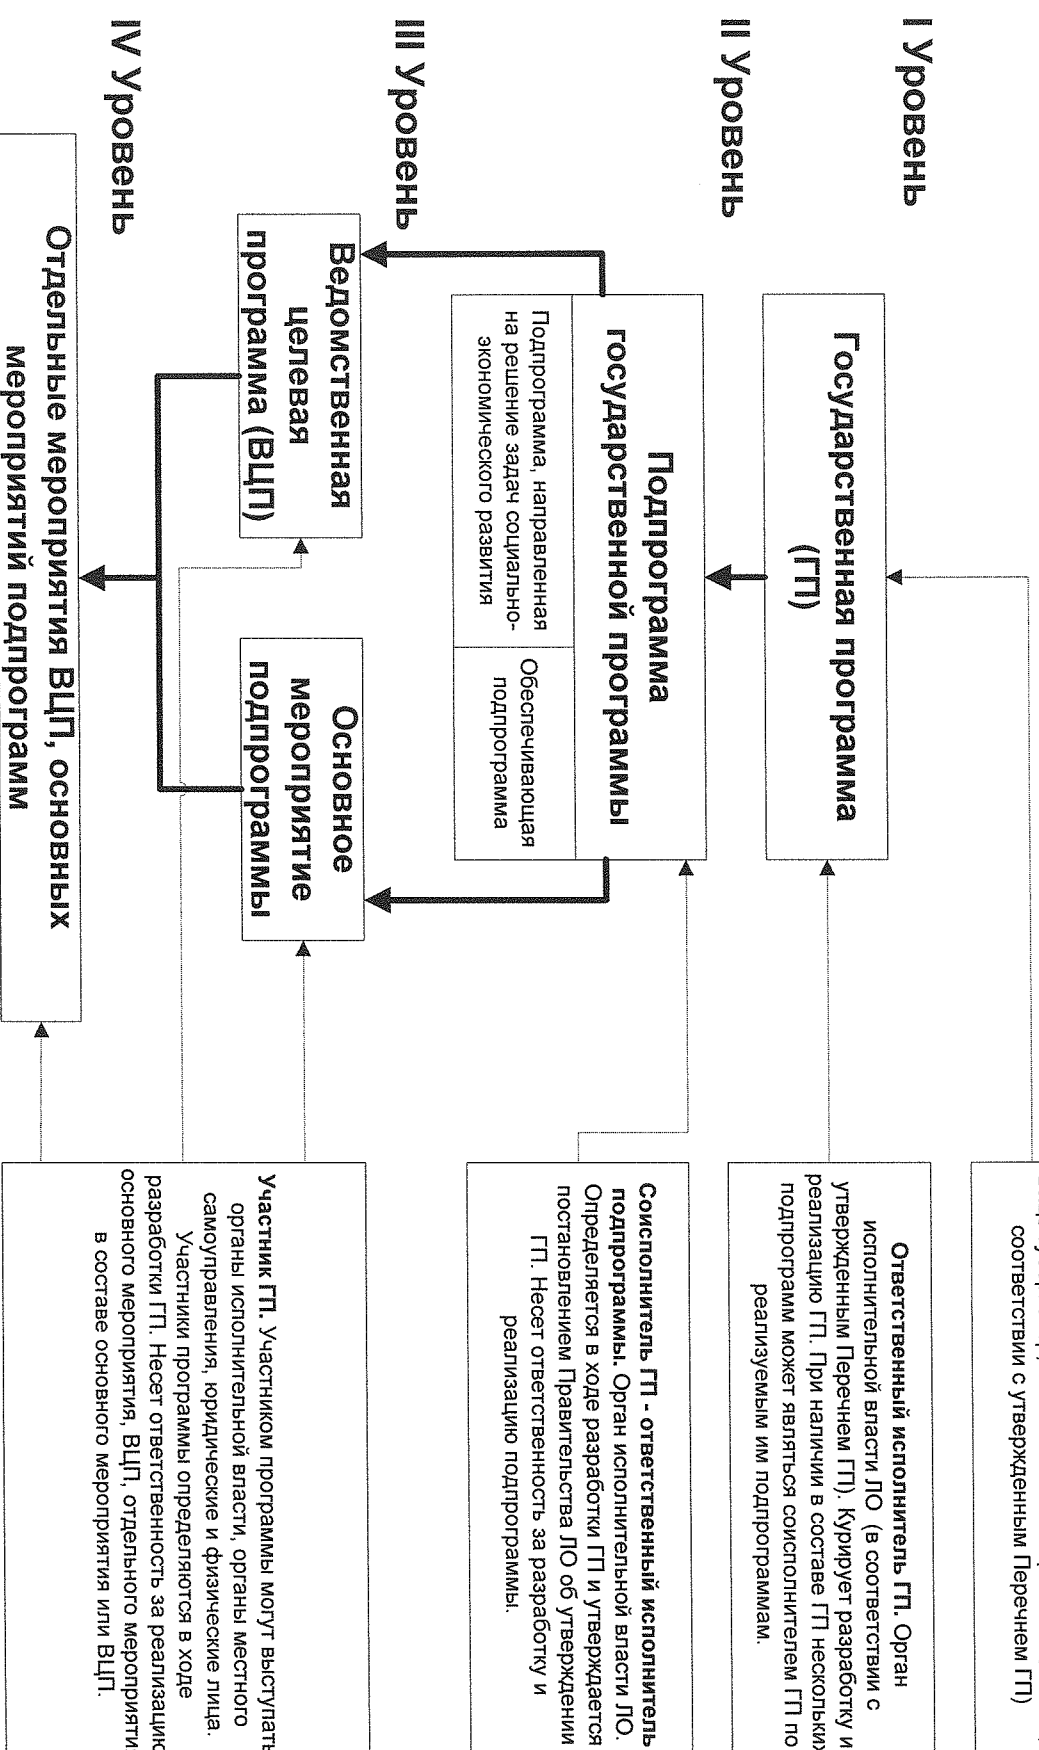 соответствии с утвержденным Перечнем ГП)
I Уровень
Государственная программа
(ГП)
Ответственный исполнитель ГП. Орган
исполнительной власти ЛО (в соответствии с
утвержденным Перечнем ГП). Курирует разработку и
реализацию ГП. При наличии в составе ГП нескольких
подпрограмм может являться соисполнителем ГП по
реализуемым им подпрограммам.
II Уровень
Подпрограмма
государственной программы
Подпрограмма, направленная
на решение задач социально-
экономического развития
Обеспечивающая
подпрограмма
Соисполнитель ГП - ответственный исполнитель
подпрограммы. Орган исполнительной власти ЛО.
Определяется в ходе разработки ГП и утверждается
постановлением Правительства ЛО об утверждении
ГП. Несет ответственность за разработку и
реализацию подпрограммы.
III Уровень
Ведомственная
целевая
программа (ВЦП)
Основное
мероприятие
подпрограммы
Участник ГП. Участником программы могут выступать
органы исполнительной власти, органы местного
самоуправления, юридические и физические лица.
Участники программы определяются в ходе
разработки ГП. Несет ответственность за реализацию
основного мероприятия, ВЦП, отдельного мероприяти
в составе основного мероприятия или ВЦП.
IV Уровень
Отдельные мероприятия ВЦП, основных
мероприятий подпрограмм